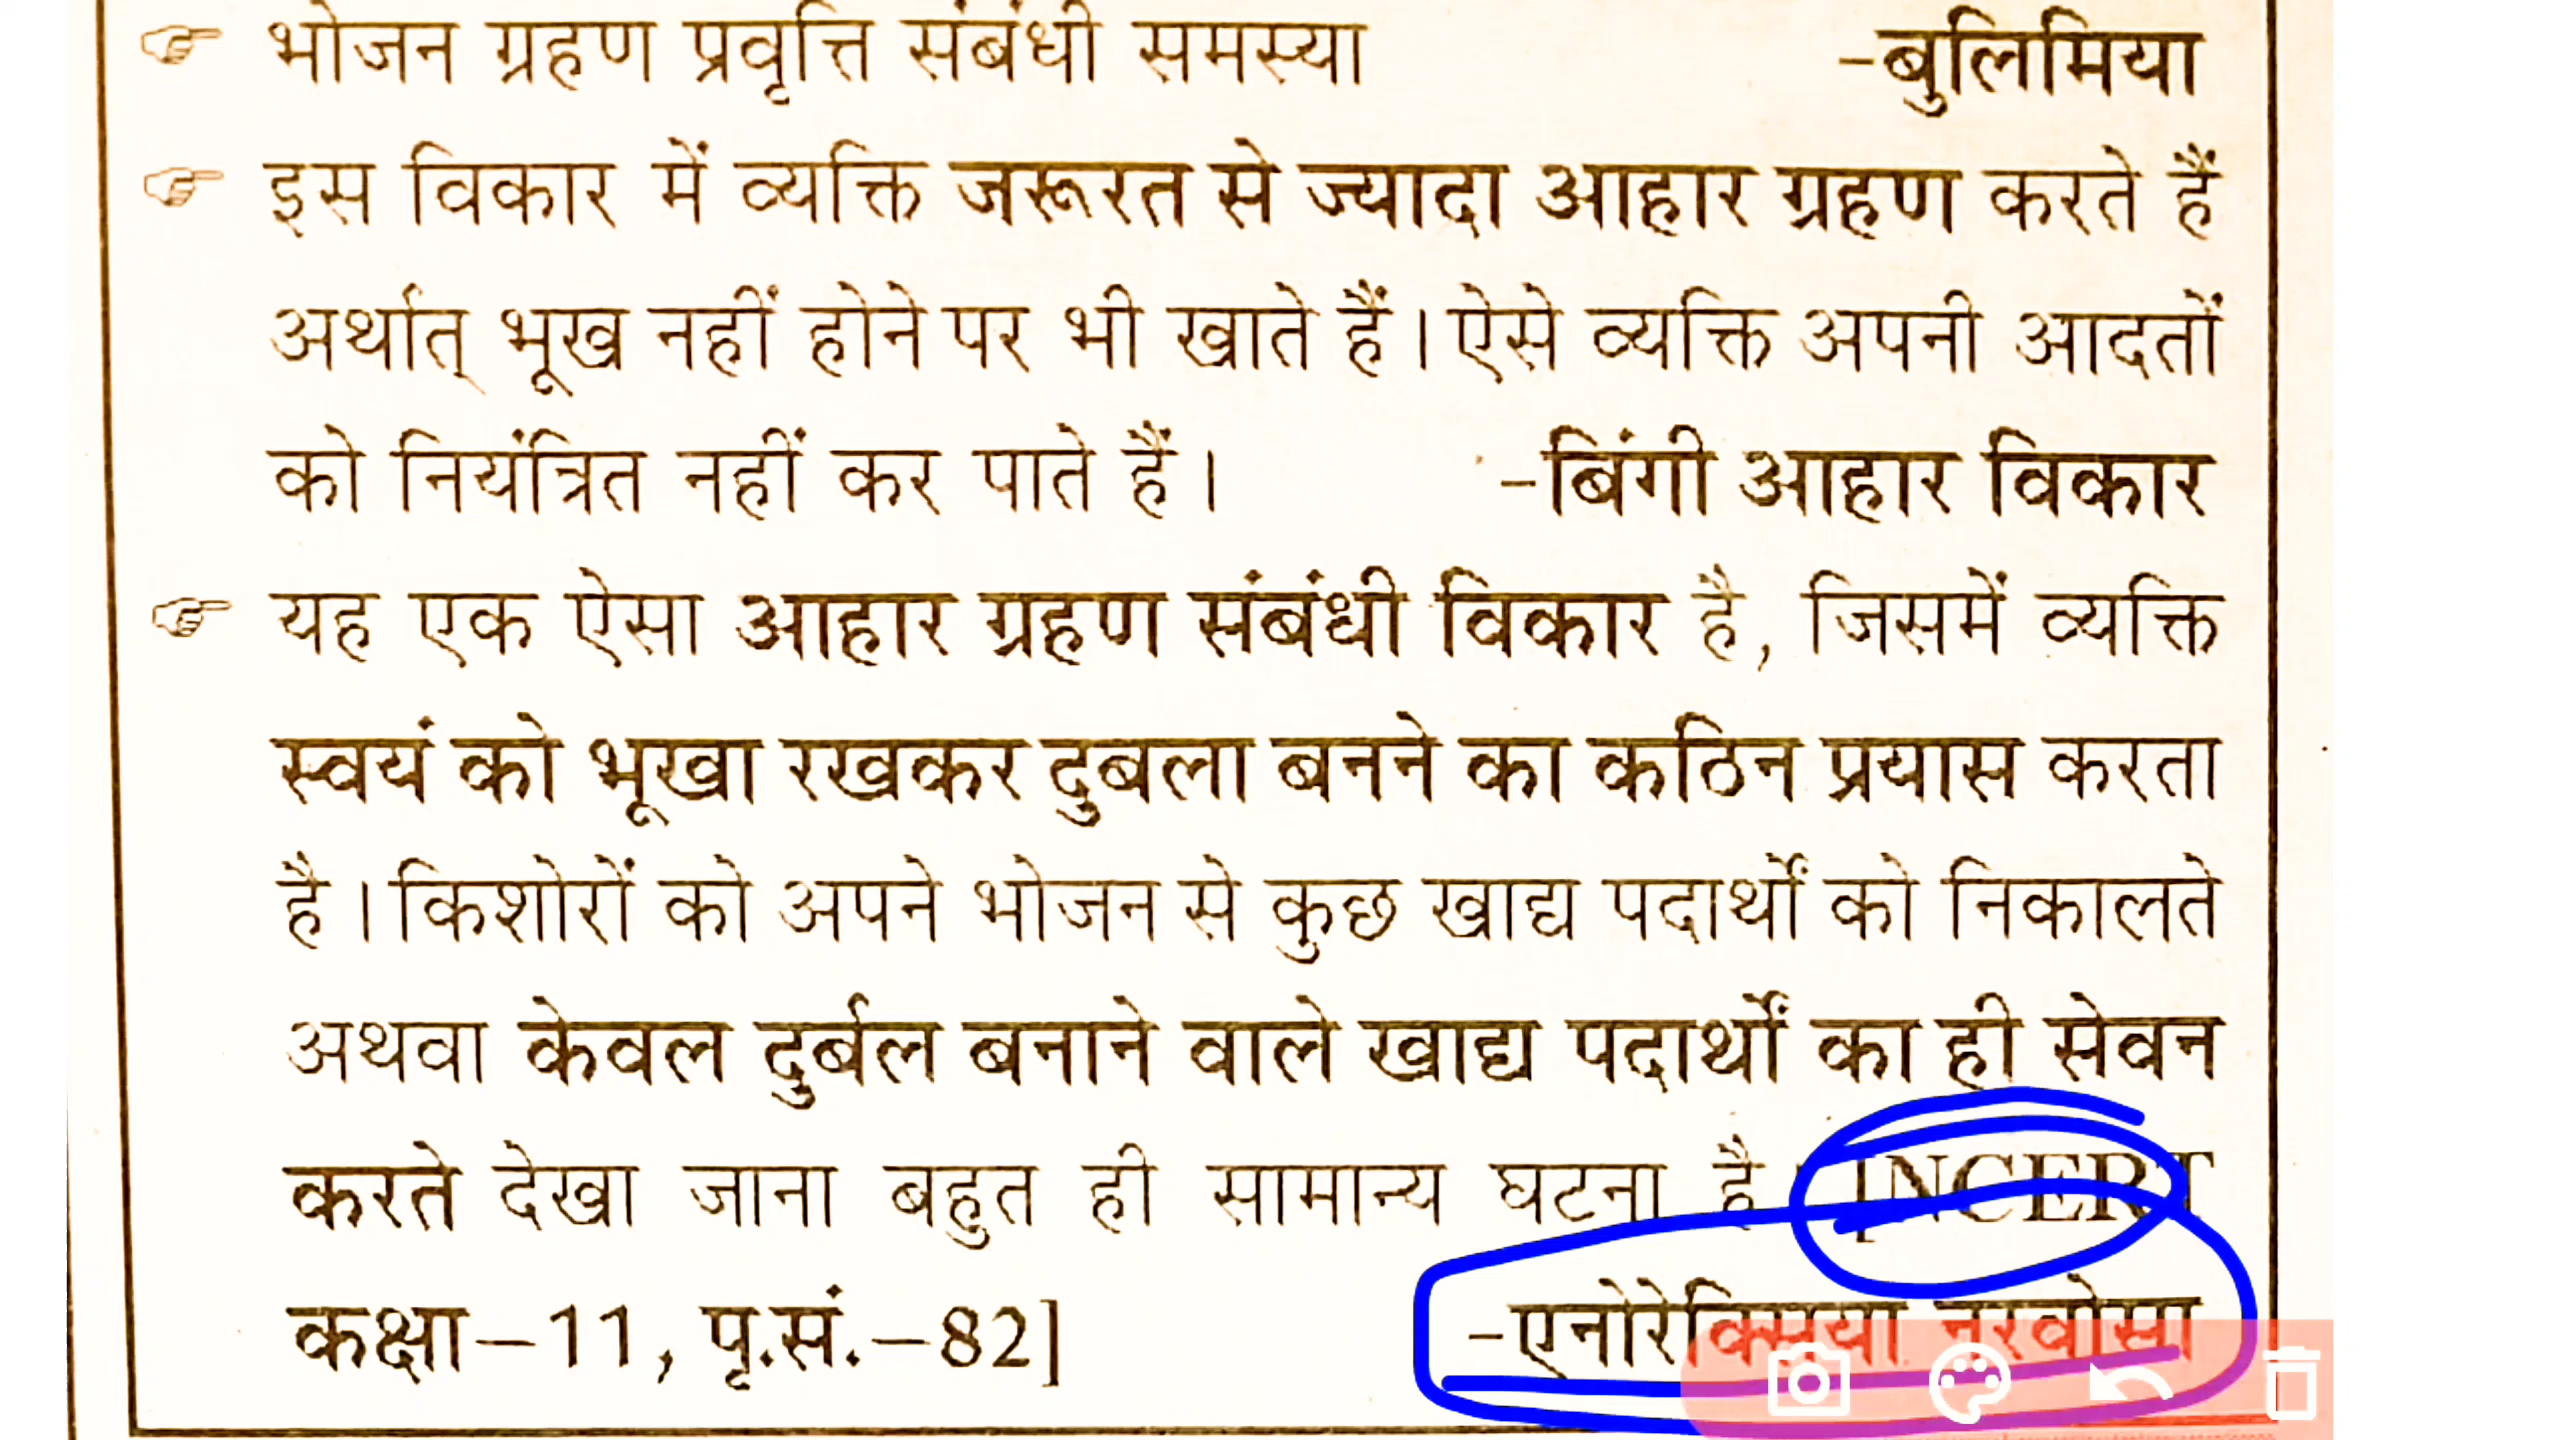 भोजन ग्रहण प्रवृत्ति संबंधी समस्या -बुलिमिया
इस विकार में व्यक्ति जरूरत से ज्यादा आहार ग्रहण करते हैं
अर्थात् भूख नहीं होने पर भी खाते हैं। ऐसे व्यक्ति अपनी आदतों
को नियंत्रित नहीं कर पाते हैं। -बिंगी आहार विकार
यह एक ऐसा आहार ग्रहण संबंधी विकार है, जिसमें व्यक्ति
स्वयं को भूखा रखकर दुबला बनने का कठिन प्रयास करता
है। किशोरों को अपने भोजन से कुछ खाद्य पदार्थों को निकालते
अथवा केवल दुर्बल बनाने वाले खाद्य पदार्थों का ही सेवन
करते देखा जाना बहुत ही सामान्य घटना है। [NCERT
कक्षा-11, पृ.सं.-82] -एनोरेक्सिया नरवोसा